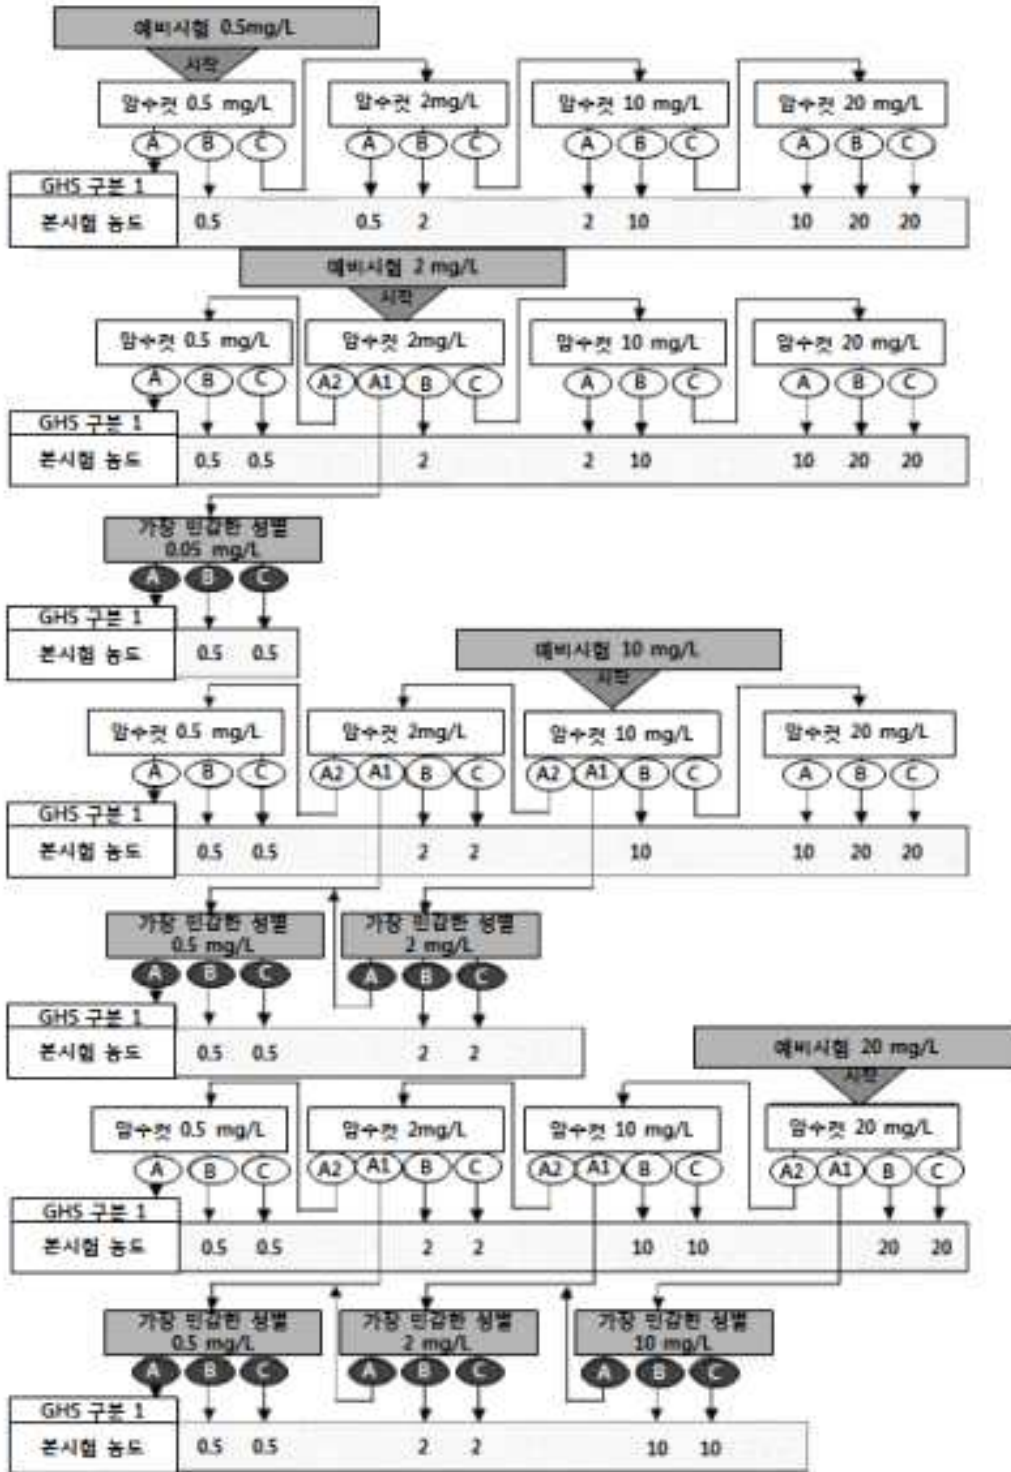 예비시험 0.5mg/L
시작
암수컷 0.5 mg/L 암수컷 2mg/L 암수컷 10 mg/L 암수컷 20 mg/L
A B C A B C A B C A B C
GHS 구분 1
본시험 농도 0.5 0.5 2 2 10 10 20 20
예비시험 2 mg/L
시작
암수컷 0.5 mg/L 암수컷 2mg/L 암수컷 10 mg/L 암수컷 20 mg/L
A B C A2 A1 B C A B C A B C
GHS 구분 1
본시험 농도 0.5 0.5 2 2 10 10 20 20
가장 민감한 성별
0.05 mg/L
A B C
GHS 구분 1
본시험 농도 0.5 0.5
예비시험 10 mg/L
시작
암수컷 0.5 mg/L 암수컷 2mg/L 암수컷 10 mg/L 암수컷 20 mg/L
A B C A2 A1 B C A2 A1 B C A B C
GHS 구분 1
본시험 농도 0.5 0.5 2 2 10 10 20 20
가장 민감한 성별 가장 민감한 성별
0.5 mg/L 2 mg/L
A B C A B C
GHS 구분 1
본시험 농도 0.5 0.5 2 2
예비시험 20 mg/L
시작
암수컷 0.5 mg/L 암수컷 2mg/L 암수컷 10 mg/L 암수컷 20 mg/L
A B C A2 A1 B C A2 A1 B C A2 A1 B C
GHS 구분 1
본시험 농도 0.5 0.5 2 2 10 10 20 20
가장 민감한 성별 가장 민감한 성별 가장 민감한 성별
0.5 mg/L 2 mg/L 10 mg/L
A B C A B C A B C
GHS 구분 1
본시험 농도 0.5 0.5 2 2 10 10